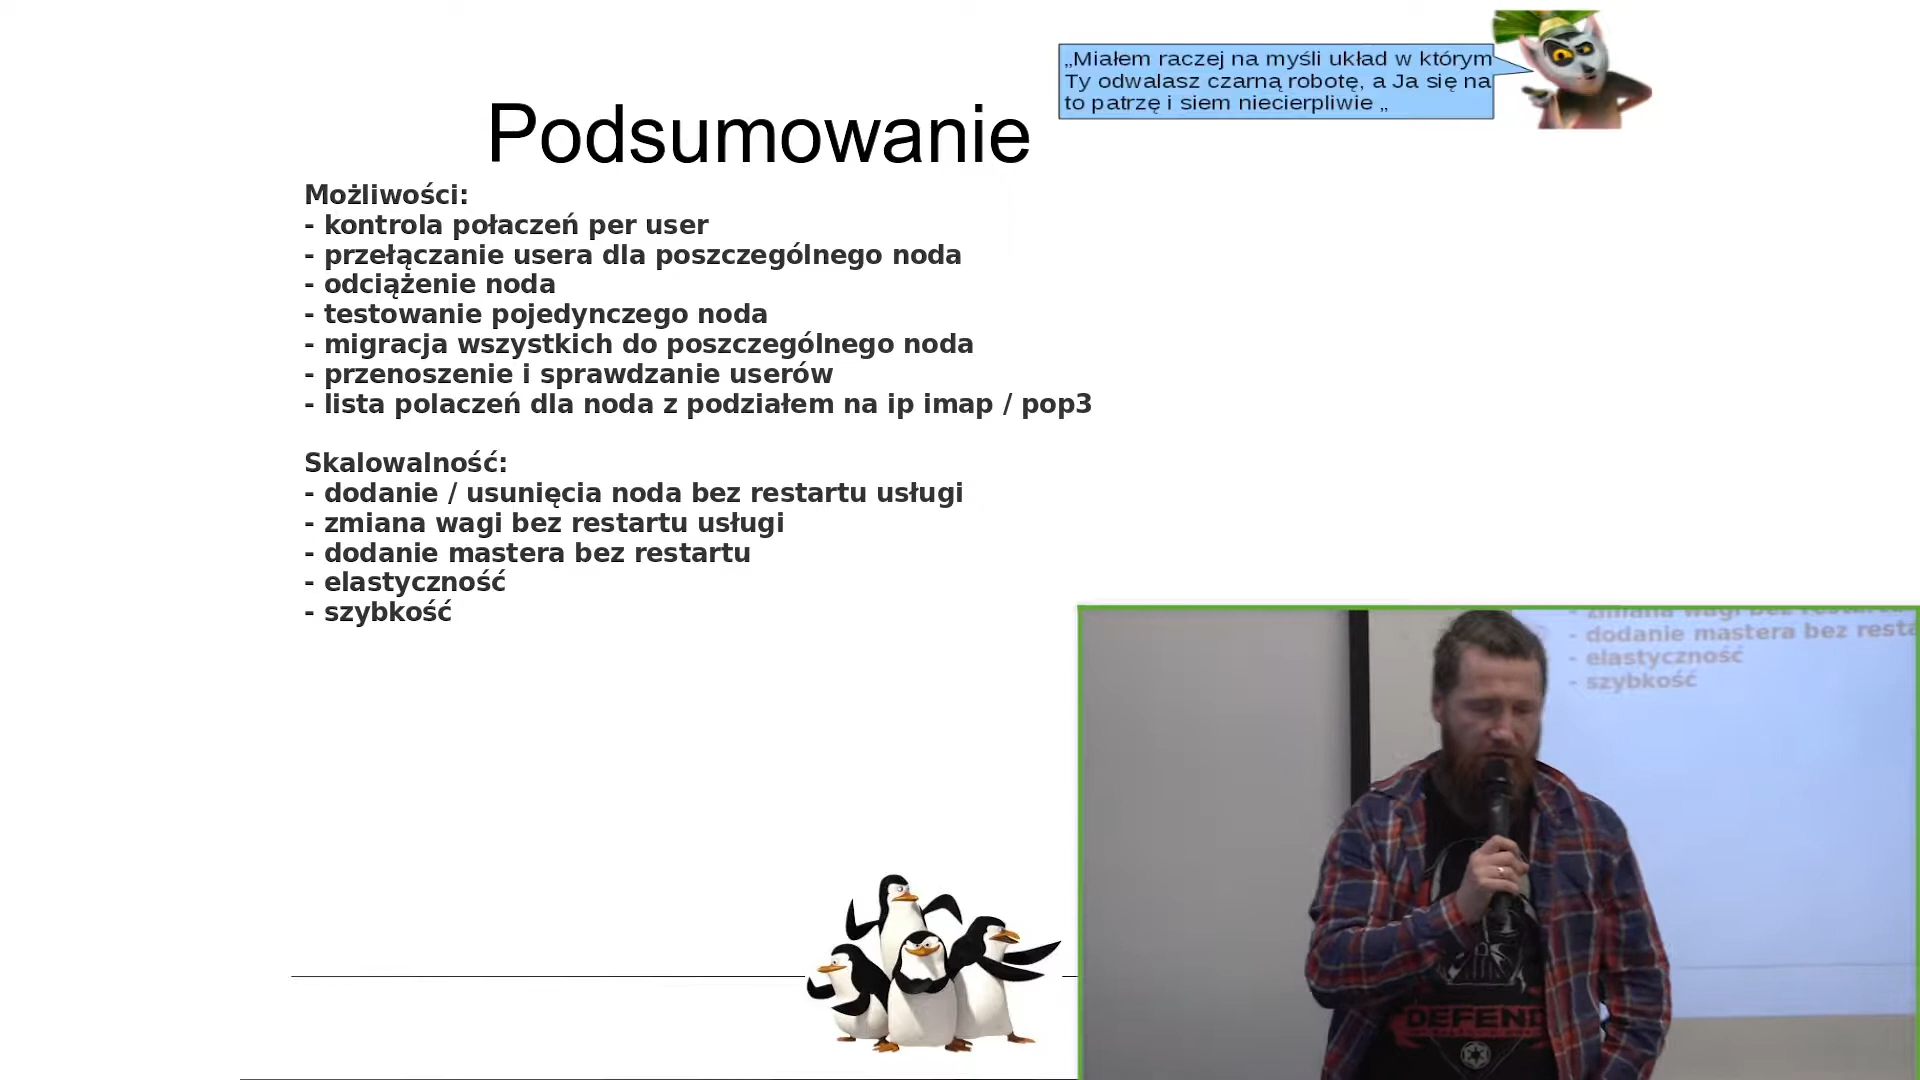 „Miałem raczej na myśli układ w którym
Ty odwalasz czarną robotę, a Ja się na
to patrzę i siem niecierpliwie „
Podsumowanie
Możliwości:
- kontrola połaczeń per user
- przełączanie usera dla poszczególnego noda
- odciążenie noda
- testowanie pojedynczego noda
- migracja wszystkich do poszczególnego noda
- przenoszenie i sprawdzanie userów
- lista polaczeń dla noda z podziałem na ip imap / pop3
Skalowalność:
- dodanie / usunięcia noda bez restartu usługi
- zmiana wagi bez restartu usługi
- dodanie mastera bez restartu
- elastyczność
- szybkość
- zmiana wagi bez
- dodanie mastera bez resta
- elastyczność
- szybkość
DEFEND